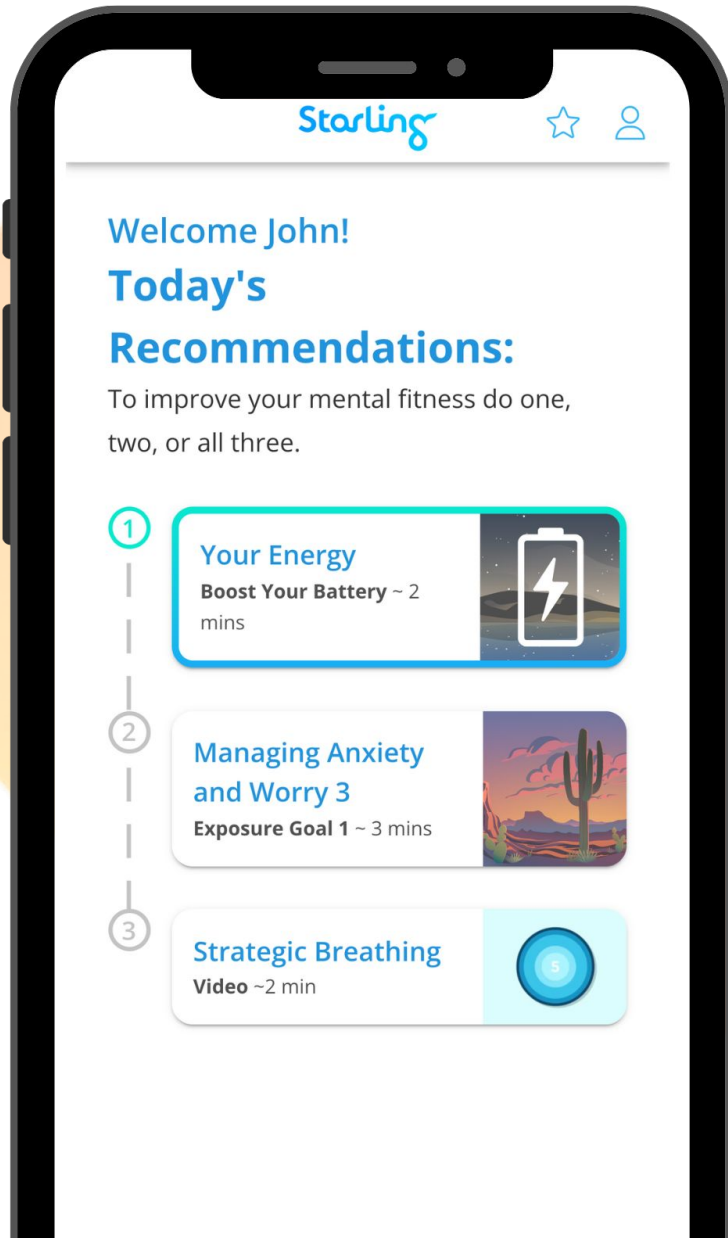 Starling
Welcome John!
Today's
Recommendations:
To improve your mental fitness do one,
two, or all three.
1
Your Energy
Boost Your Battery ~ 2
mins
2
Managing Anxiety
and Worry 3
Exposure Goal 1 ~ 3 mins
3
Strategic Breathing
Video ~2 min
5